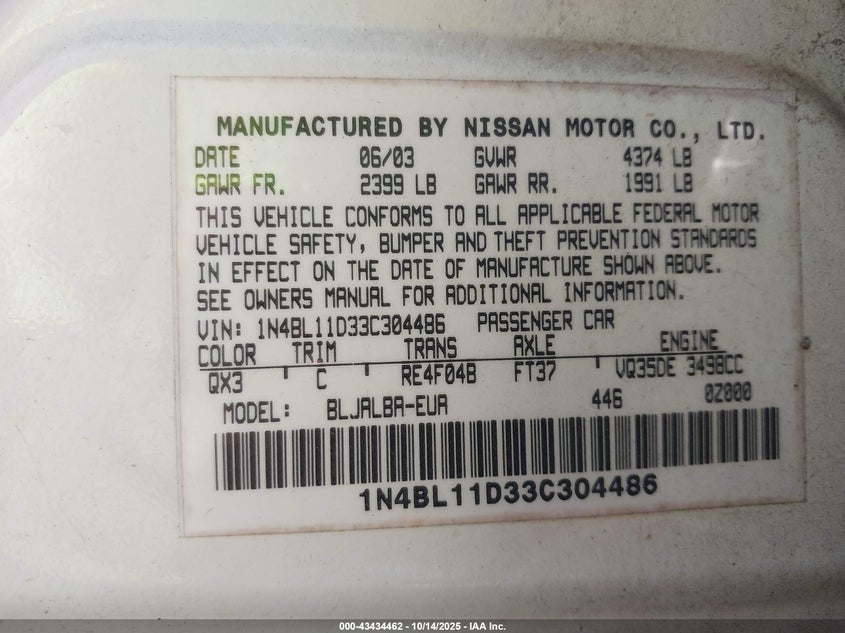 MANUFACTURED BY NISSAN MOTOR CO., LTD.
DATE 06/03 GVWR 4374 LB
GAWR FR. 2399 LB GAWR RR. 1991 LB
THIS VEHICLE CONFORMS TO ALL APPLICABLE FEDERAL MOTOR
VEHICLE SAFETY, BUMPER AND THEFT PREVENTION STANDARDS
IN EFFECT ON THE DATE OF MANUFACTURE SHOWN ABOVE.
SEE OWNERS MANUAL FOR ADDITIONAL INFORMATION.
VIN: 1N4BL11D33C304486 PASSENGER CAR
COLOR TRIM TRANS AXLE ENGINE
QX3 ' C ' RE4F04B FT37 ' VQ35DE 3498CC
MODEL: BLJALBA-EUA 446 0Z000
1N4BL11D33C304486
000-43434462 - 10/14/2025 - IAA Inc.